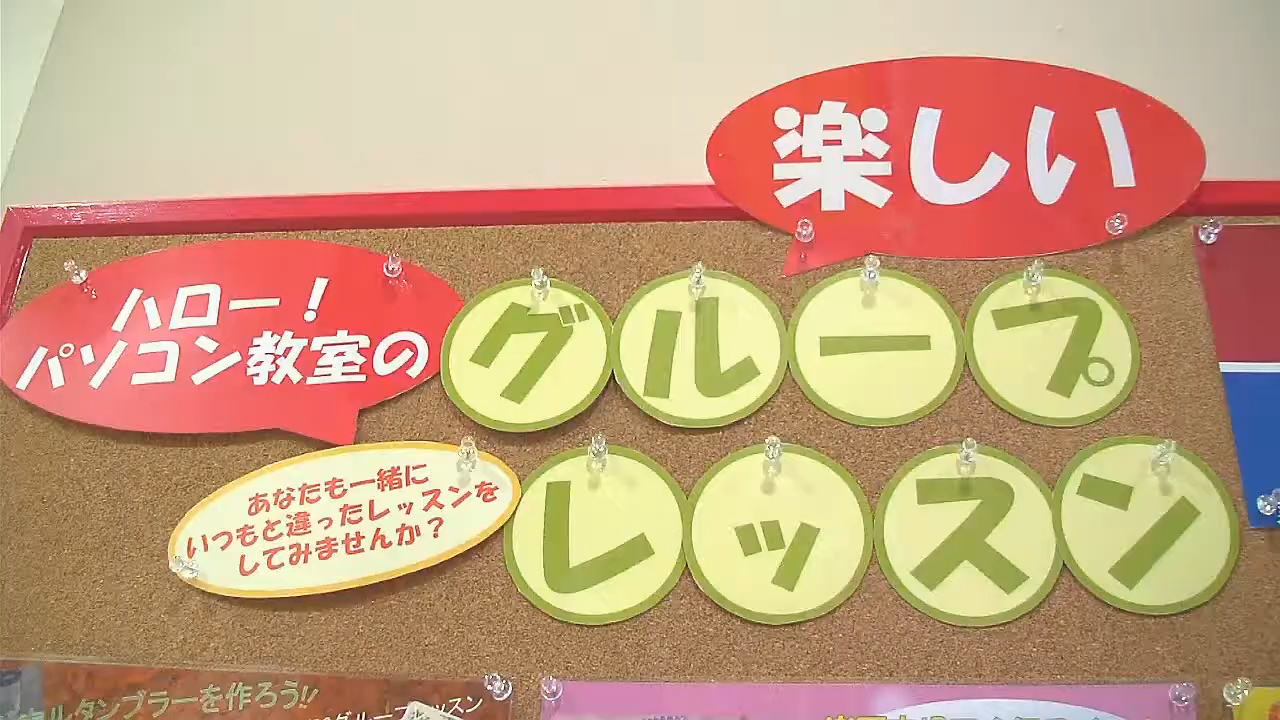 楽しい
ハロー！
パソコン教室の
グループ
レッスン
あなたも一緒に
いつもと違ったレッスンを
してみませんか？
タンブラーを作ろう!!
グループレッスン